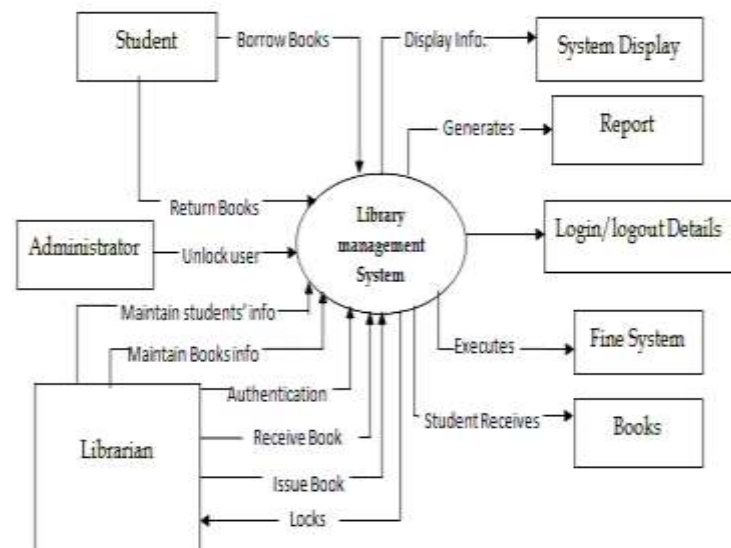 Student
Borrow Books
Display Info.
System Display
Generates
Report
Return Books
Library
management
System
Login/logout Details
Administrator
Unlock user
Maintain students' info
Maintain Books info
Executes
Fine System
Authentication
Student Receives
Books
Librarian
Receive Book
Issue Book
Locks